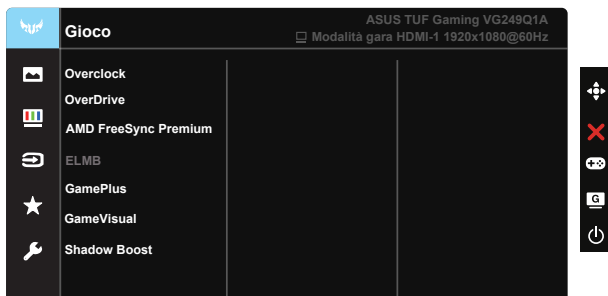 Gioco
ASUS TUF Gaming VG249Q1A
Modalità gara HDMI-1 1920x1080@60Hz
Overclock
OverDrive
AMD FreeSync Premium
ELMB
GamePlus
GameVisual
Shadow Boost
G